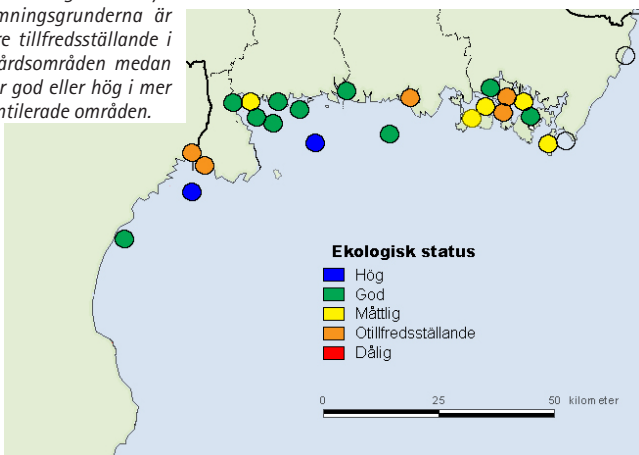 mningsgrunderna är
re tillfredsställande i
årdsområden medan
r god eller hög i mer
ntilerade områden.
Ekologisk status
Hög
God
Måttlig
Otillfredsställande
Dålig
0 25 50 kilometer